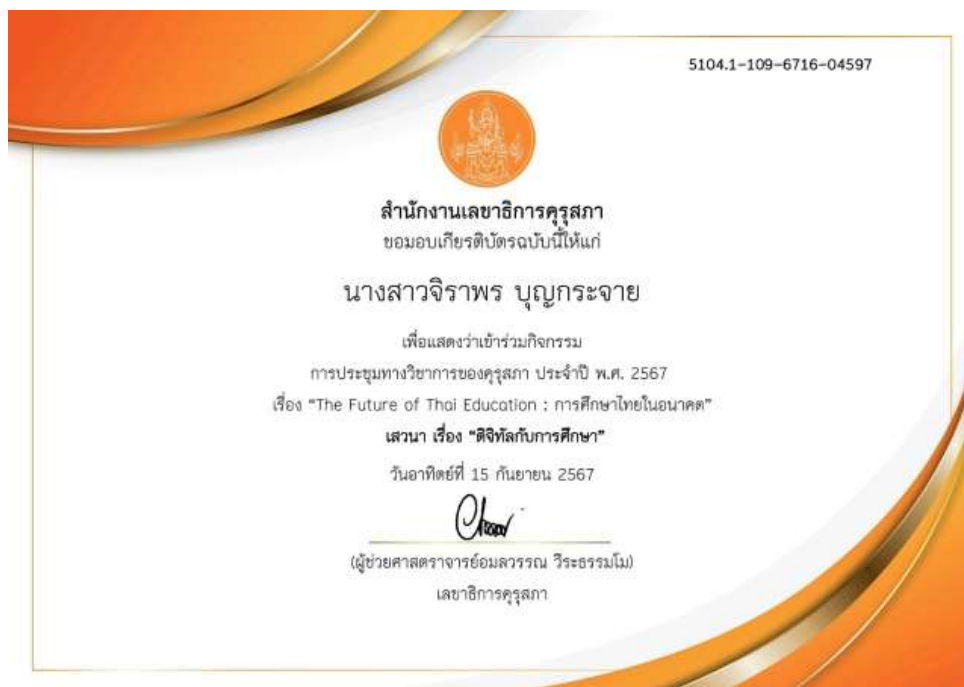 5104.1-109-6716-04597
สำนักงานเลขาธิการคุรุสภา
ขอมอบเกียรติบัตรฉบับนี้ให้แก่
นางสาวจิราพร บุญกระจาย
เพื่อแสดงว่าเข้าร่วมกิจกรรม
การประชุมทางวิชาการของคุรุสภา ประจำปี พ.ศ. 2567
เรื่อง “The Future of Thai Education : การศึกษาไทยในอนาคต”
เสวนา เรื่อง “ดิจิทัลกับการศึกษา”
วันอาทิตย์ที่ 15 กันยายน 2567
(ผู้ช่วยศาสตราจารย์อมลวรรณ วีระธรรมโม)
เลขาธิการคุรุสภา